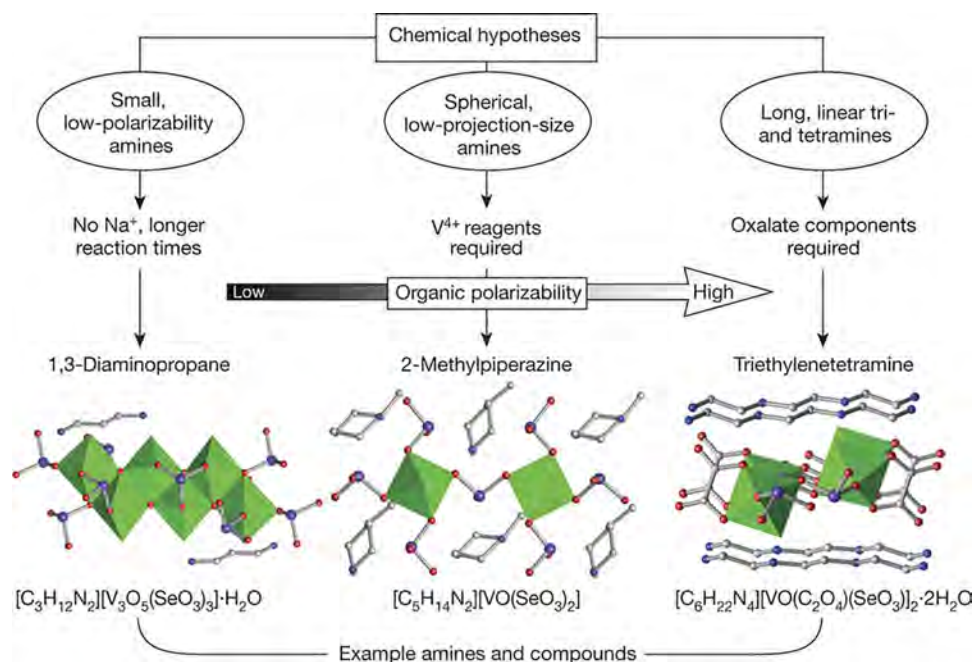 Chemical hypotheses
Small,
low-polarizability
amines
Spherical,
low-projection-size
amines
Long, linear tri-
and tetramines
No Na⁺, longer
reaction times
V⁴⁺ reagents
required
Oxalate components
required
Low
Organic polarizability
High
1,3-Diaminopropane
2-Methylpiperazine
Triethylenetetramine
[C₃H₁₂N₂][V₃O₅(SeO₃)₃]·H₂O
[C₅H₁₄N₂][VO(SeO₃)₂]
[C₆H₂₂N₄][VO(C₂O₄)(SeO₃)]₂·2H₂O
Example amines and compounds